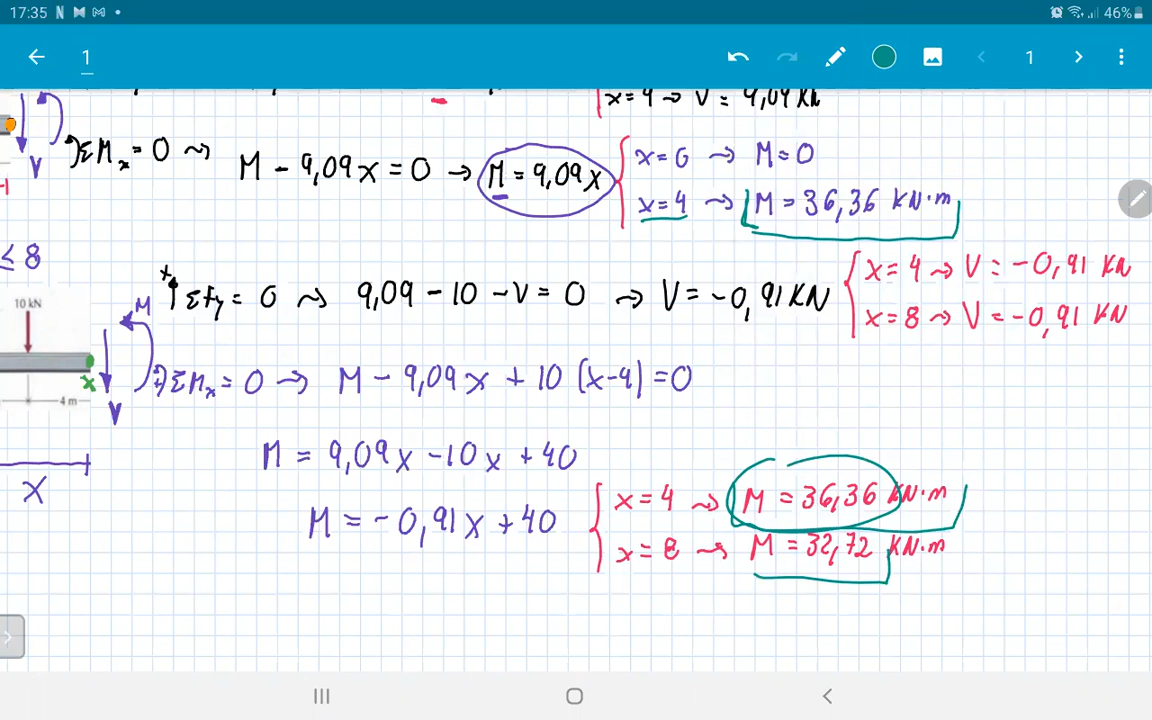 17:35 N 46%
1 1
x=4 → V = 9,09 KN
ΣMx = 0 ⇝ M - 9,09x = 0 → M = 9,09x
x=0 ⇝ M=0
x=4 ⇝ M = 36,36 KN·m
V
≤ 8
+↑ΣFy = 0 ⇝ 9,09 - 10 - V = 0 → V = -0,91 KN
x=4 ⇝ V = -0,91 KN
x=8 ⇝ V = -0,91 KN
10 kN
M
ΣMx = 0 → M - 9,09x + 10 (x-4) = 0
x
4 m
V
M = 9,09x - 10x + 40
x
M = -0,91x + 40
x=4 ⇝ M = 36,36 KN·m
x=8 ⇝ M = 32,72 KN·m